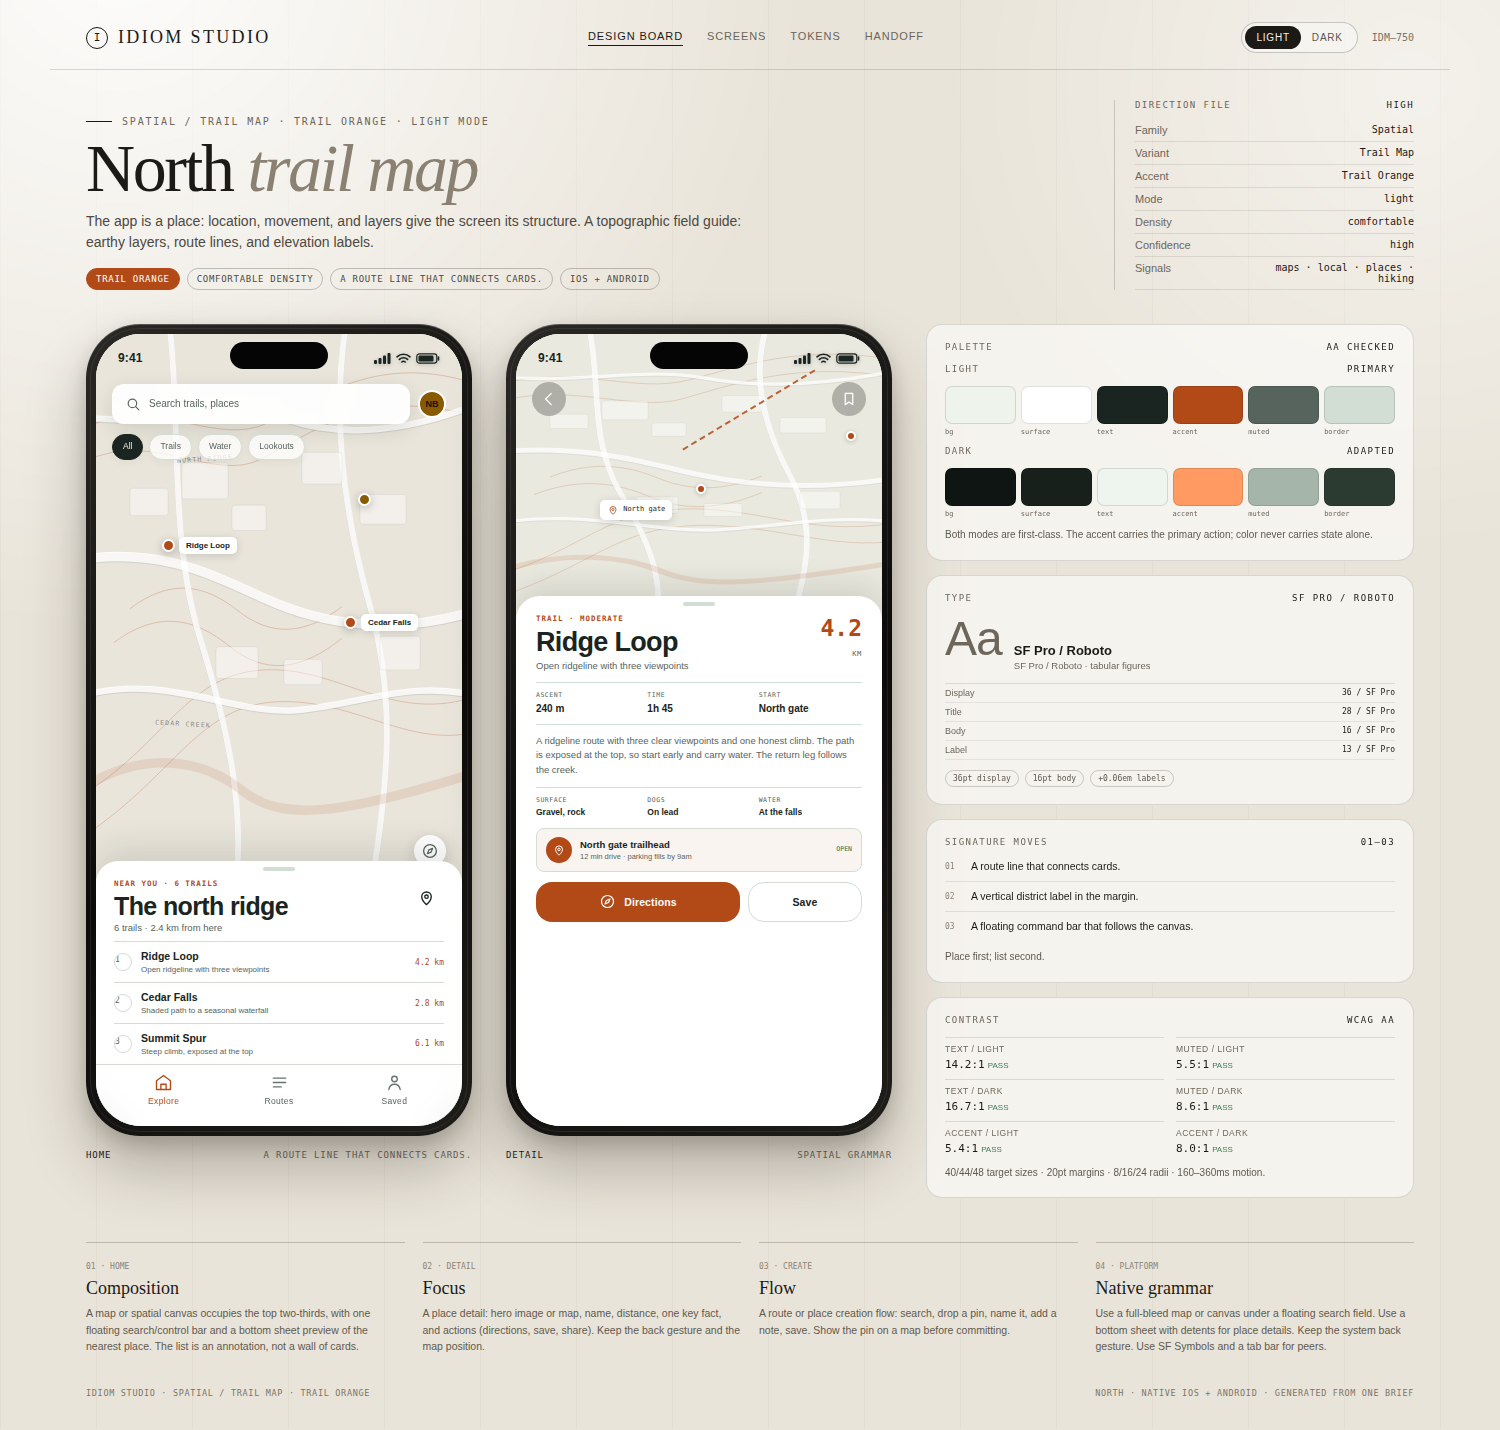 I IDIOM STUDIO
DESIGN BOARD SCREENS TOKENS HANDOFF
LIGHT DARK IDM—750
SPATIAL / TRAIL MAP · TRAIL ORANGE · LIGHT MODE
North trail map
The app is a place: location, movement, and layers give the screen its structure. A topographic field guide:
earthy layers, route lines, and elevation labels.
TRAIL ORANGE COMFORTABLE DENSITY A ROUTE LINE THAT CONNECTS CARDS. IOS + ANDROID
DIRECTION FILE HIGH
Family Spatial
Variant Trail Map
Accent Trail Orange
Mode light
Density comfortable
Confidence high
Signals maps · local · places ·
hiking
9:41
Search trails, places
NB
All Trails Water Lookouts
NORTH
Ridge Loop
Cedar Falls
CEDAR CREEK
NEAR YOU · 6 TRAILS
The north ridge
6 trails · 2.4 km from here
1 Ridge Loop 4.2 km
Open ridgeline with three viewpoints
2 Cedar Falls 2.8 km
Shaded path to a seasonal waterfall
3 Summit Spur 6.1 km
Steep climb, exposed at the top
Explore Routes Saved
HOME A ROUTE LINE THAT CONNECTS CARDS.
9:41
North gate
TRAIL · MODERATE
Ridge Loop 4.2
KM
Open ridgeline with three viewpoints
ASCENT TIME START
240 m 1h 45 North gate
A ridgeline route with three clear viewpoints and one honest climb. The path
is exposed at the top, so start early and carry water. The return leg follows
the creek.
SURFACE DOGS WATER
Gravel, rock On lead At the falls
North gate trailhead OPEN
12 min drive · parking fills by 9am
Directions Save
DETAIL SPATIAL GRAMMAR
PALETTE AA CHECKED
LIGHT PRIMARY
bg surface text accent muted border
DARK ADAPTED
bg surface text accent muted border
Both modes are first-class. The accent carries the primary action; color never carries state alone.
TYPE SF PRO / ROBOTO
Aa SF Pro / Roboto
SF Pro / Roboto · tabular figures
Display 36 / SF Pro
Title 28 / SF Pro
Body 16 / SF Pro
Label 13 / SF Pro
36pt display 16pt body +0.06em labels
SIGNATURE MOVES 01—03
01 A route line that connects cards.
02 A vertical district label in the margin.
03 A floating command bar that follows the canvas.
Place first; list second.
CONTRAST WCAG AA
TEXT / LIGHT MUTED / LIGHT
14.2:1 PASS 5.5:1 PASS
TEXT / DARK MUTED / DARK
16.7:1 PASS 8.6:1 PASS
ACCENT / LIGHT ACCENT / DARK
5.4:1 PASS 8.0:1 PASS
40/44/48 target sizes · 20pt margins · 8/16/24 radii · 160–360ms motion.
01 · HOME
Composition
A map or spatial canvas occupies the top two-thirds, with one
floating search/control bar and a bottom sheet preview of the
nearest place. The list is an annotation, not a wall of cards.
02 · DETAIL
Focus
A place detail: hero image or map, name, distance, one key fact,
and actions (directions, save, share). Keep the back gesture and the
map position.
03 · CREATE
Flow
A route or place creation flow: search, drop a pin, name it, add a
note, save. Show the pin on a map before committing.
04 · PLATFORM
Native grammar
Use a full-bleed map or canvas under a floating search field. Use a
bottom sheet with detents for place details. Keep the system back
gesture. Use SF Symbols and a tab bar for peers.
IDIOM STUDIO · SPATIAL / TRAIL MAP · TRAIL ORANGE
NORTH · NATIVE IOS + ANDROID · GENERATED FROM ONE BRIEF